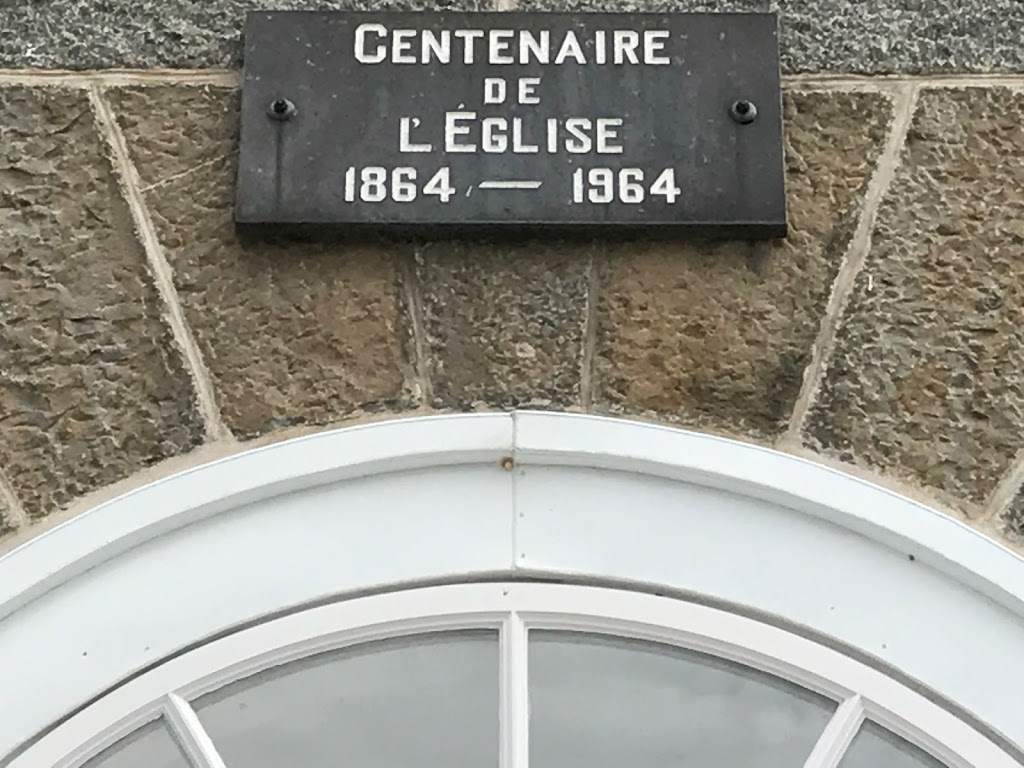 CENTENAIRE
DE
L'ÉGLISE
1864 — 1964